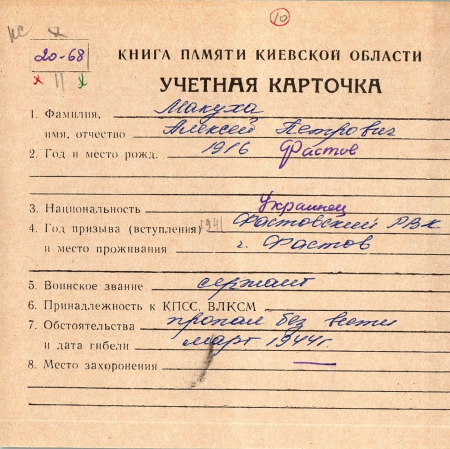 10
20-68
КНИГА ПАМЯТИ КИЕВСКОЙ ОБЛАСТИ
УЧЕТНАЯ КАРТОЧКА
1. Фамилия, Макуха
имя, отчество Алексей Петрович
2. Год и место рожд. 1916 Фастов
3. Национальность Украинец
4. Год призыва (вступления) 1941 Фастовский РВК
и место проживания г. Фастов
5. Воинское звание сержант
6. Принадлежность к КПСС, ВЛКСМ
7. Обстоятельства пропал без вести
и дата гибели март 1944г.
8. Место захоронения —